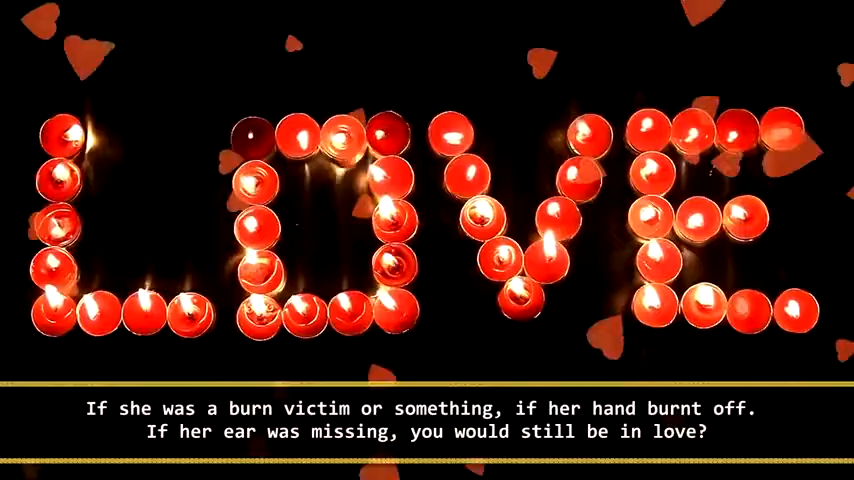 LOVE
If she was a burn victim or something, if her hand burnt off.
If her ear was missing, you would still be in love?